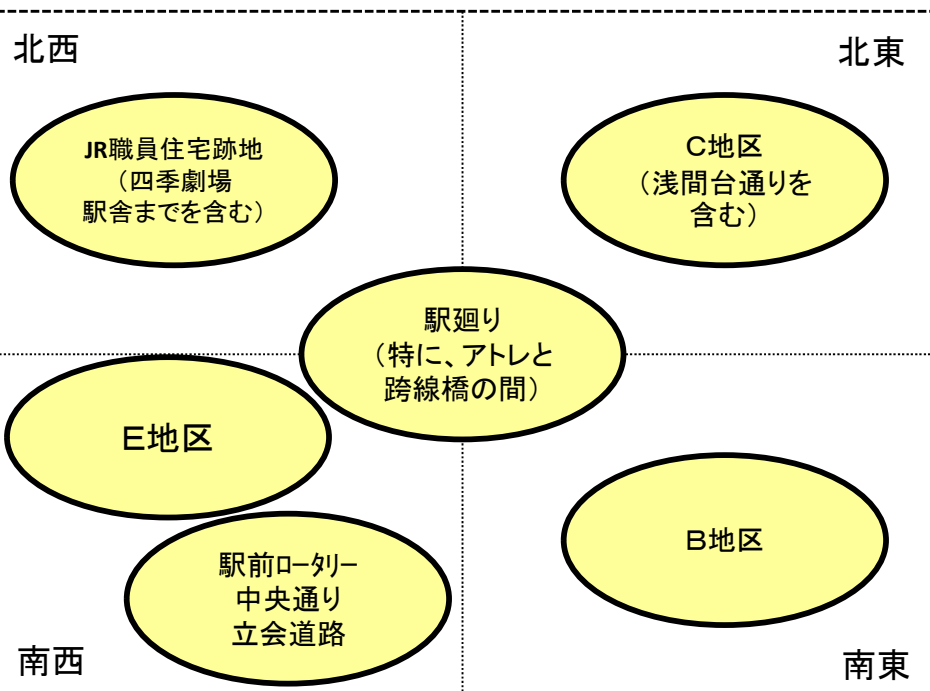 北西
北東
JR職員住宅跡地
（四季劇場
駅舎までを含む）
C地区
（浅間台通りを
含む）
駅廻り
（特に、アトレと
跨線橋の間）
E地区
B地区
駅前ロータリー
中央通り
立会道路
南西
南東